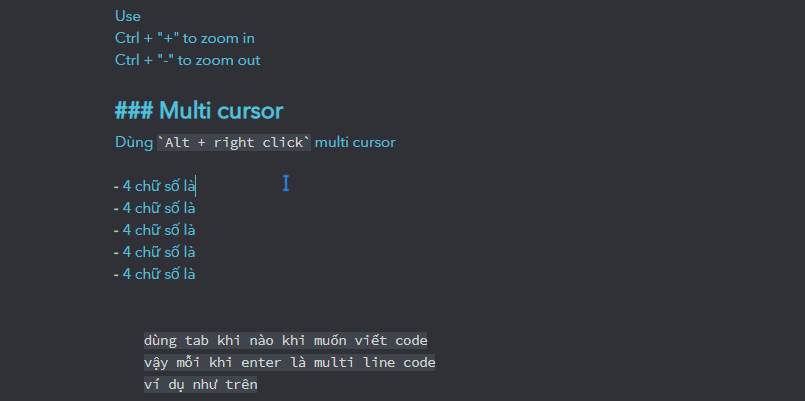 Use
Ctrl + "+" to zoom in
Ctrl + "-" to zoom out
### Multi cursor
Dùng `Alt + right click` multi cursor
- 4 chữ số là
- 4 chữ số là
- 4 chữ số là
- 4 chữ số là
- 4 chữ số là
dùng tab khi nào khi muốn viết code
vậy mỗi khi enter là multi line code
ví dụ như trên